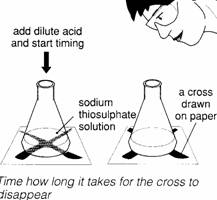 add dilute acid
and start timing
sodium
thiosulphate
solution
a cross
drawn
on paper
Time how long it takes for the cross to
disappear